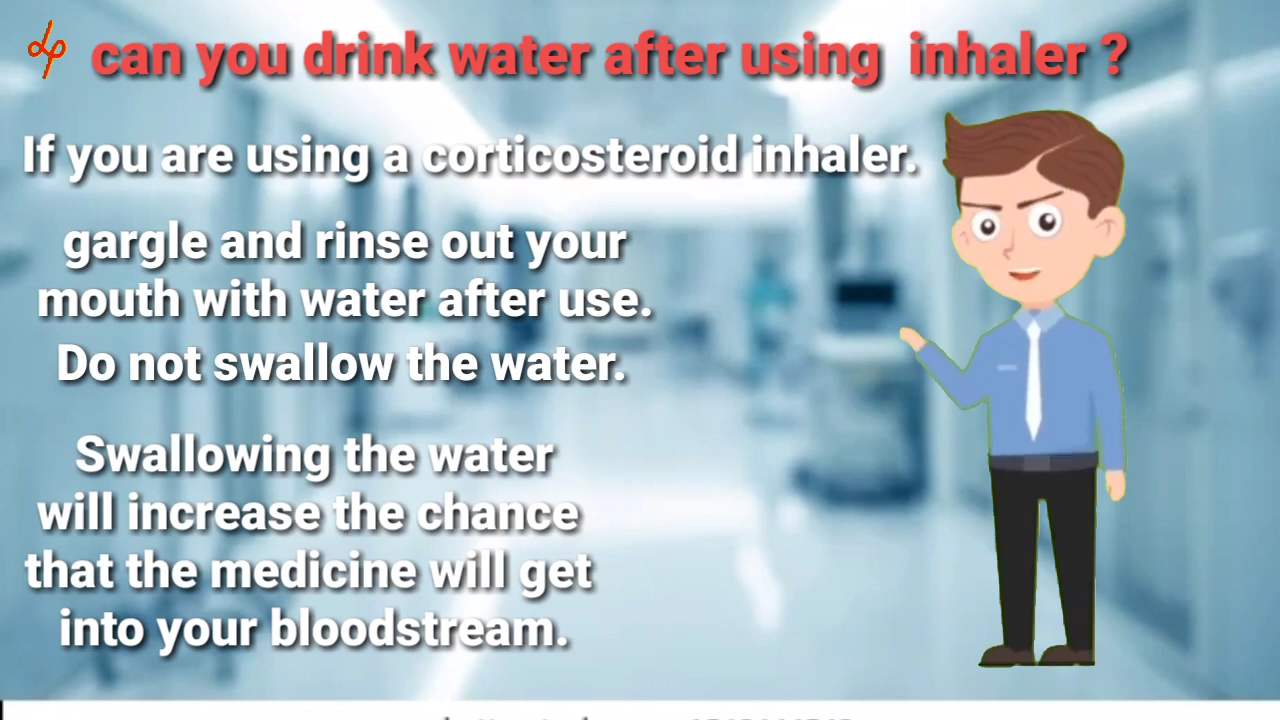 can you drink water after using inhaler ?
If you are using a corticosteroid inhaler.
gargle and rinse out your
mouth with water after use.
Do not swallow the water.
Swallowing the water
will increase the chance
that the medicine will get
into your bloodstream.